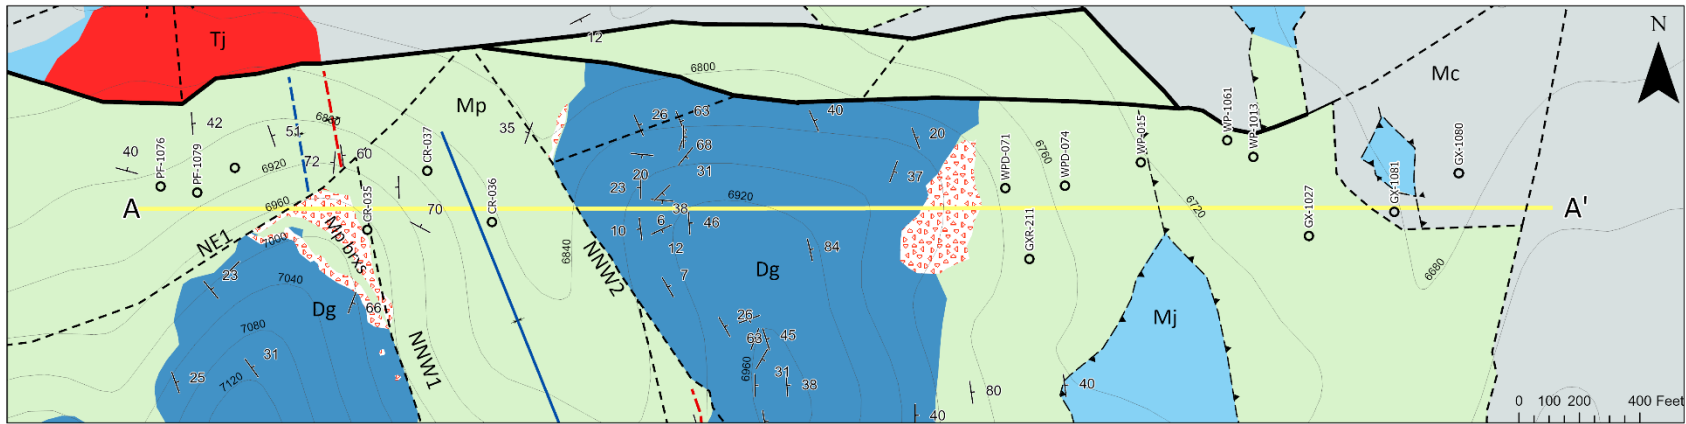 Tj
12
6800
N
Mc
Mp
40
65
26
35
68
20
31
37
42
51
6860
72
60
40
PF-1076
PF-1079
6920
CR-037
CR-035
CR-036
WPD-071
WPD-074
6760
WP-015
WP-1061
WP-1013
GX-1080
GX-1081
GX-1027
GXR-211
A
6960
70
20
23
38
6920
6
46
10
12
6720
A'
NE1
7000
Mp brxs
6840
NNW2
84
7
Dg
6680
23
7040
Dg
66
7080
NNW1
26
63
45
Mj
31
25
7120
6960
31
38
80
40
40
0 100 200 400 Feet